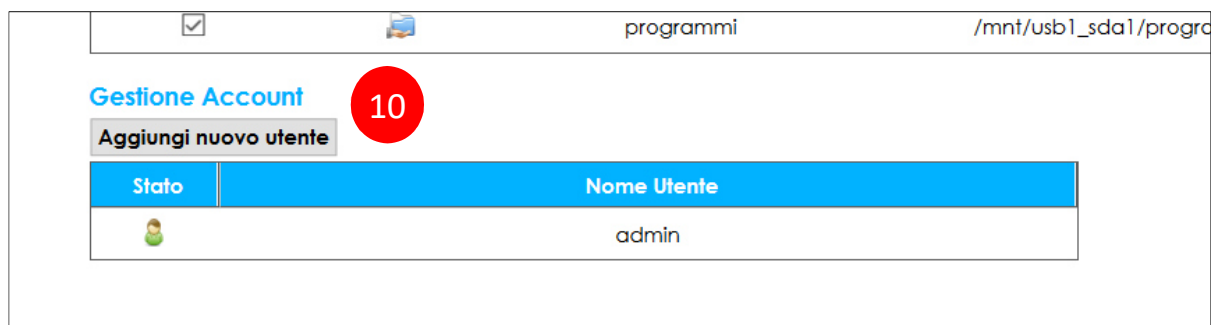 programmi /mnt/usb1_sda1/progra
Gestione Account
10
Aggiungi nuovo utente
Stato Nome Utente
admin